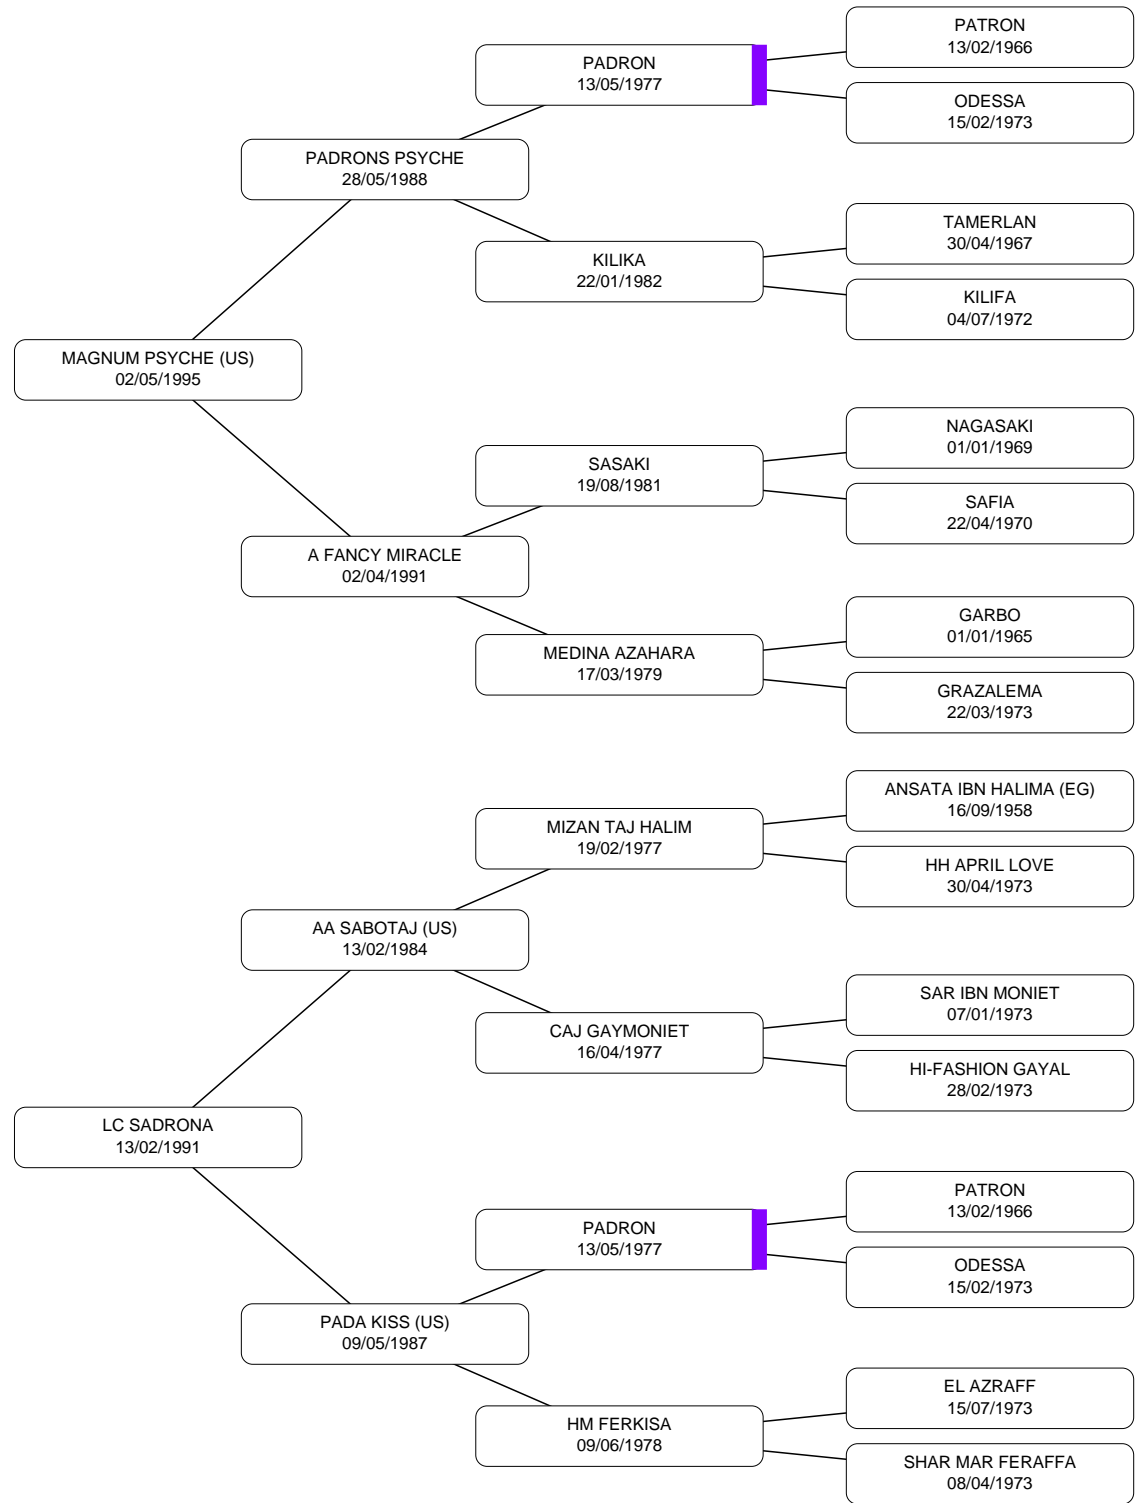 PATRON
13/02/1966
PADRON
13/05/1977
ODESSA
15/02/1973
PADRONS PSYCHE
28/05/1988
TAMERLAN
30/04/1967
KILIKA
22/01/1982
KILIFA
04/07/1972
MAGNUM PSYCHE (US)
02/05/1995
NAGASAKI
01/01/1969
SASAKI
19/08/1981
SAFIA
22/04/1970
A FANCY MIRACLE
02/04/1991
GARBO
01/01/1965
MEDINA AZAHARA
17/03/1979
GRAZALEMA
22/03/1973
ANSATA IBN HALIMA (EG)
16/09/1958
MIZAN TAJ HALIM
19/02/1977
HH APRIL LOVE
30/04/1973
AA SABOTAJ (US)
13/02/1984
SAR IBN MONIET
07/01/1973
CAJ GAYMONIET
16/04/1977
HI-FASHION GAYAL
28/02/1973
LC SADRONA
13/02/1991
PATRON
13/02/1966
PADRON
13/05/1977
ODESSA
15/02/1973
PADA KISS (US)
09/05/1987
EL AZRAFF
15/07/1973
HM FERKISA
09/06/1978
SHAR MAR FERAFFA
08/04/1973